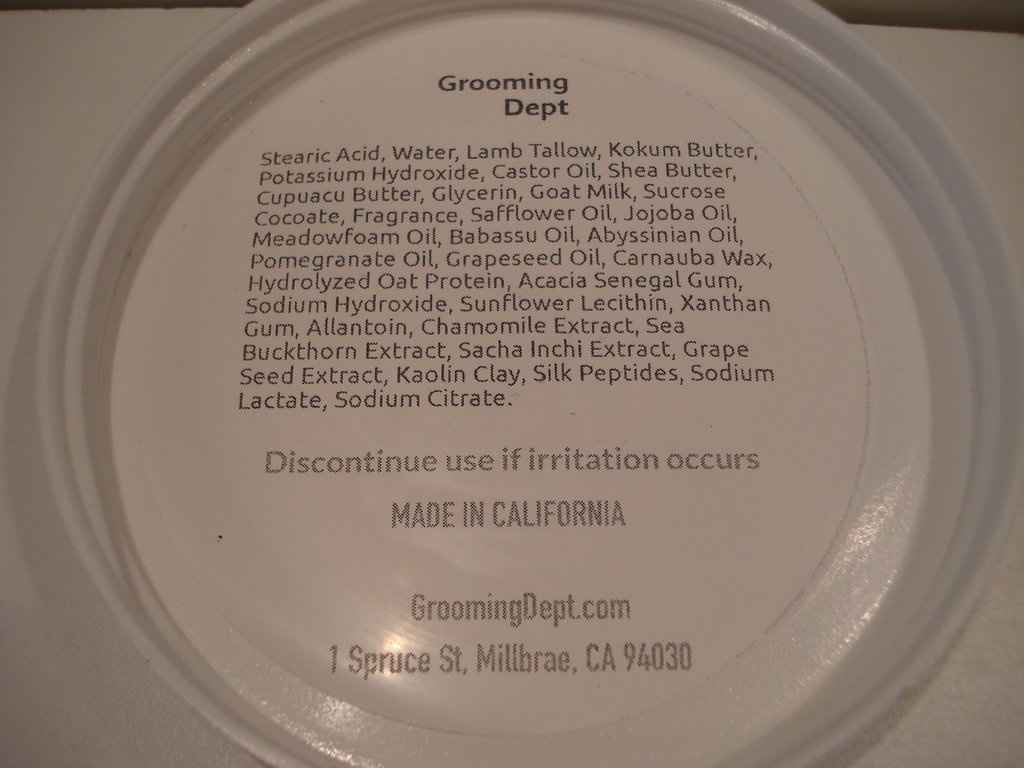 Grooming
Dept
Stearic Acid, Water, Lamb Tallow, Kokum Butter,
Potassium Hydroxide, Castor Oil, Shea Butter,
Cupuacu Butter, Glycerin, Goat Milk, Sucrose
Cocoate, Fragrance, Safflower Oil, Jojoba Oil,
Meadowfoam Oil, Babassu Oil, Abyssinian Oil,
Pomegranate Oil, Grapeseed Oil, Carnauba Wax,
Hydrolyzed Oat Protein, Acacia Senegal Gum,
Sodium Hydroxide, Sunflower Lecithin, Xanthan
Gum, Allantoin, Chamomile Extract, Sea
Buckthorn Extract, Sacha Inchi Extract, Grape
Seed Extract, Kaolin Clay, Silk Peptides, Sodium
Lactate, Sodium Citrate.
Discontinue use if irritation occurs
MADE IN CALIFORNIA
GroomingDept.com
1 Spruce St, Millbrae, CA 94030